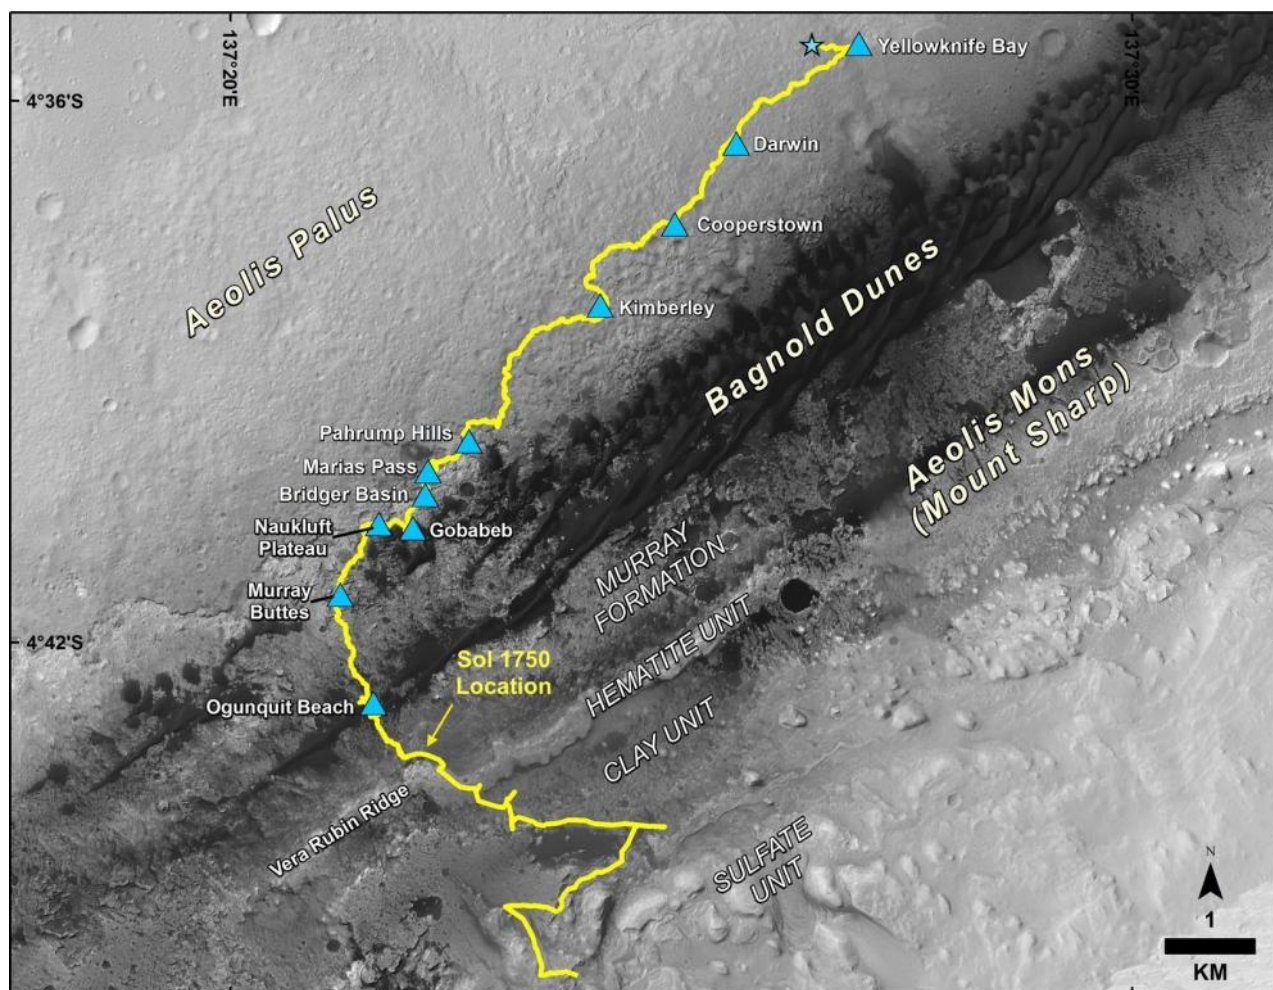 137°20'E
137°30'E
4°36'S
Yellowknife Bay
Darwin
Cooperstown
Aeolis Palus
Kimberley
Bagnold Dunes
Aeolis Mons
(Mount Sharp)
Pahrump Hills
Marias Pass
Bridger Basin
Naukluft
Plateau
Gobabeb
MURRAY
FORMATION
Murray
Buttes
HEMATITE UNIT
4°42'S
Sol 1750
Location
Ogunquit Beach
CLAY UNIT
Vera Rubin Ridge
SULFATE
UNIT
N
1
KM